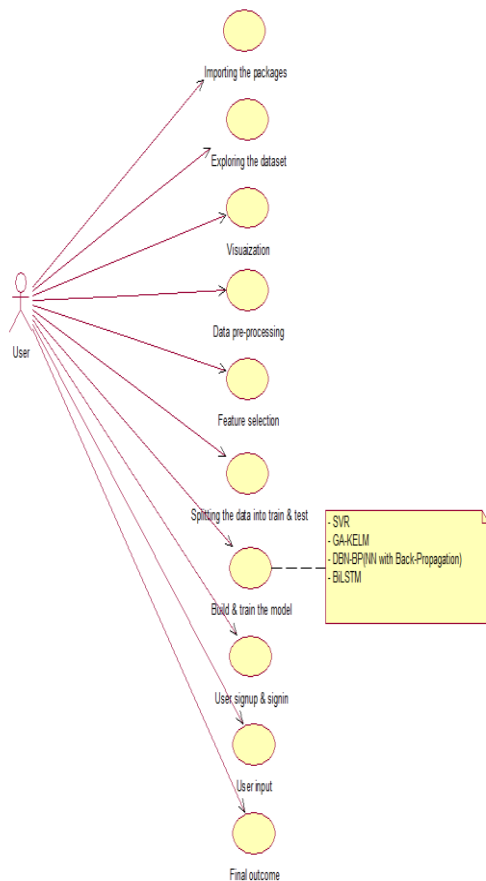 Importing the packages
Exploring the dataset
Visuaization
User
Data pre-processing
Feature selection
Splitting the data into train & test
- SVR
- GA-KELM
- DBN-BP(NN with Back-Propagation)
- BiLSTM
Build & train the model
User signup & signin
User input
Final outcome